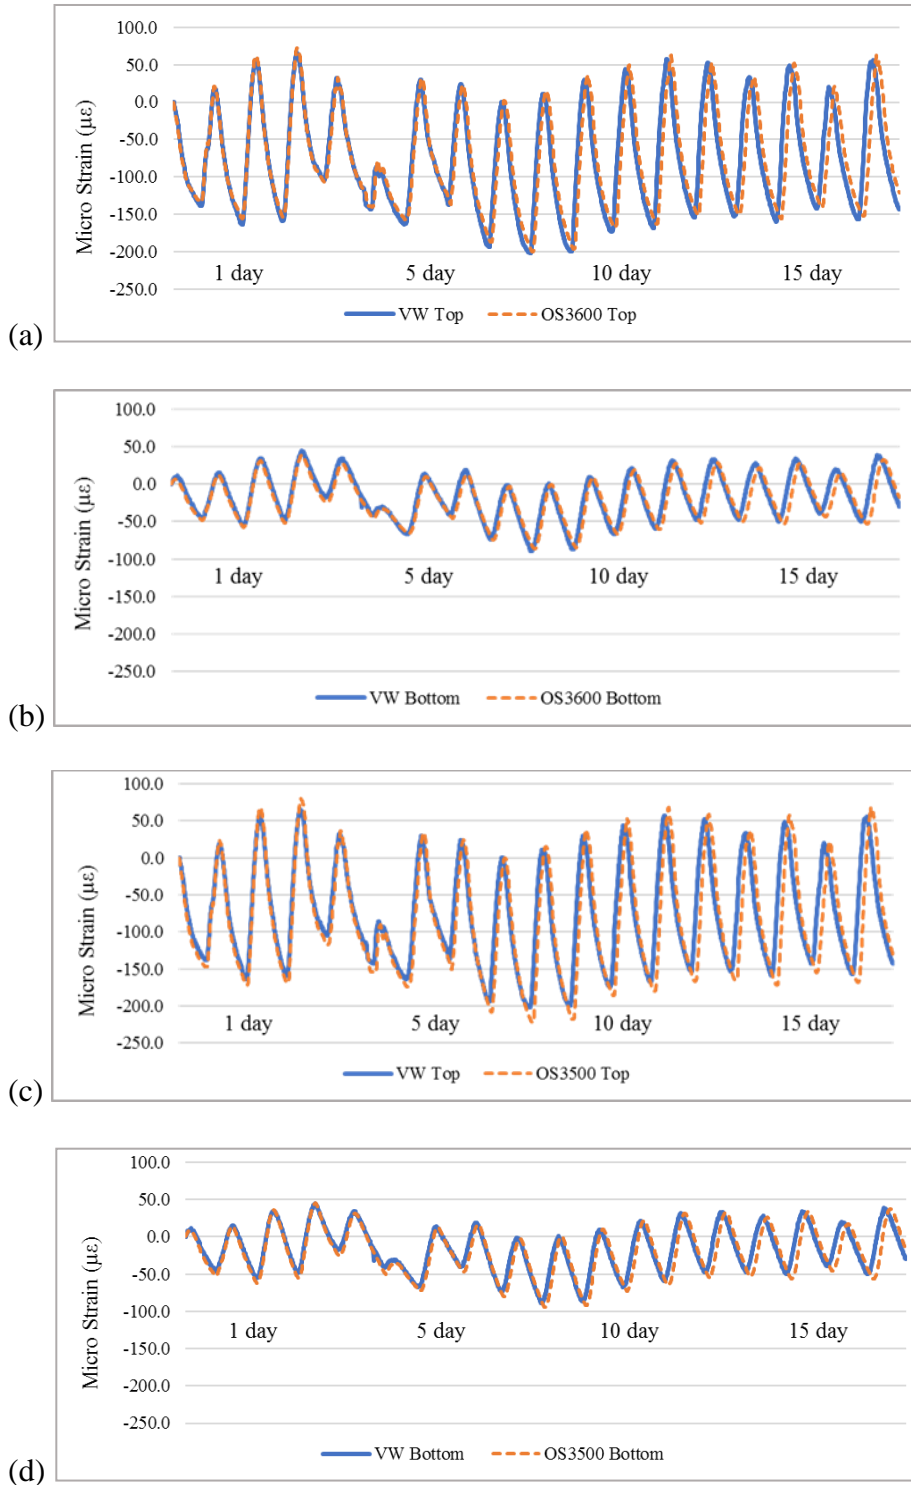 100.0
50.0
0.0
-50.0
-100.0
-150.0
-200.0
-250.0
Micro Strain (με)
1 day 5 day 10 day 15 day
VW Top OS3600 Top
(a)
100.0
50.0
0.0
-50.0
-100.0
-150.0
-200.0
-250.0
Micro Strain (με)
1 day 5 day 10 day 15 day
VW Bottom OS3600 Bottom
(b)
100.0
50.0
0.0
-50.0
-100.0
-150.0
-200.0
-250.0
Micro Strain (με)
1 day 5 day 10 day 15 day
VW Top OS3500 Top
(c)
100.0
50.0
0.0
-50.0
-100.0
-150.0
-200.0
-250.0
Micro Strain (με)
1 day 5 day 10 day 15 day
VW Bottom OS3500 Bottom
(d)